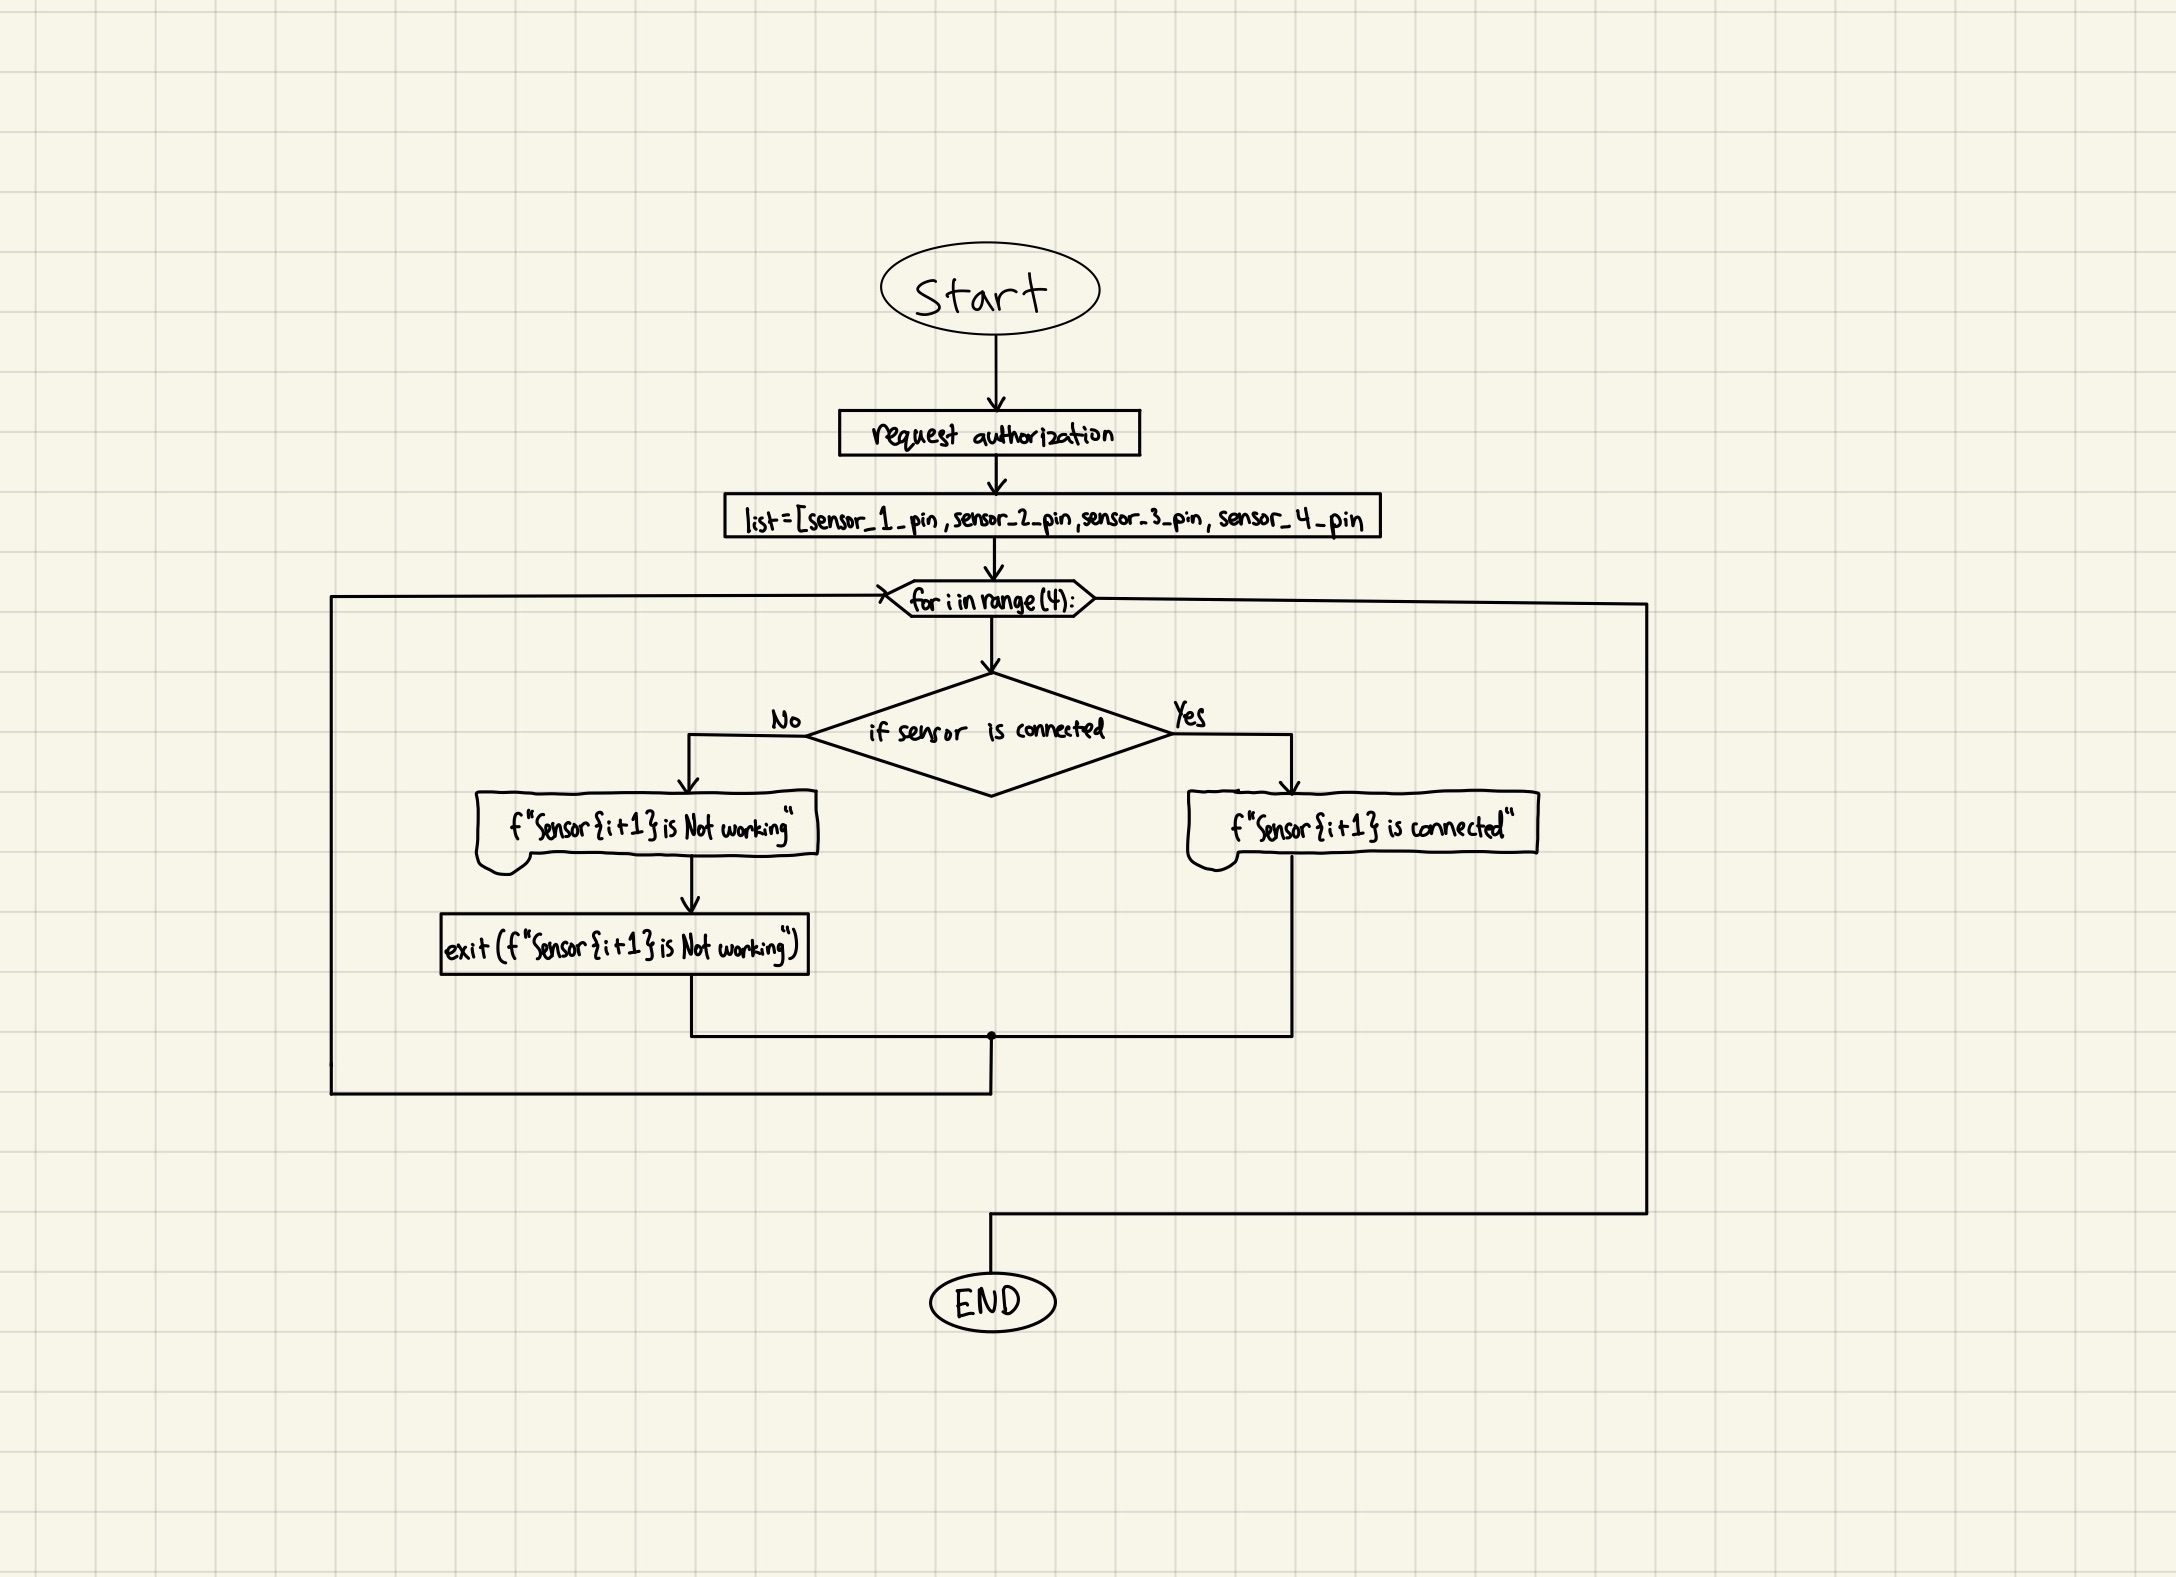 Start
request authorization
list=[sensor_1_pin, sensor_2_pin, sensor_3_pin, sensor_4_pin
for i in range(4):
if sensor is connected
No
Yes
f"Sensor{i+1} is Not working"
f"Sensor{i+1} is connected"
exit(f"Sensor{i+1} is Not working")
END